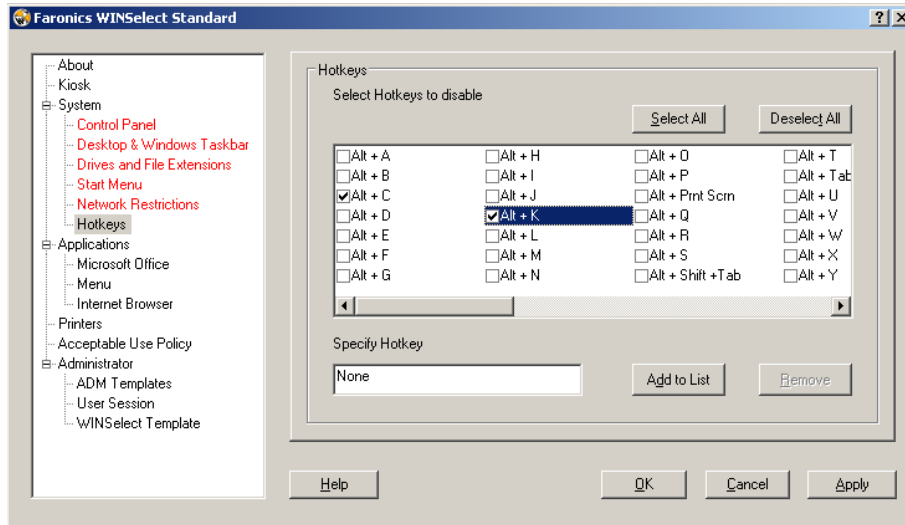 Faronics WINSelect Standard
About
Kiosk
System
Control Panel
Desktop & Windows Taskbar
Drives and File Extensions
Start Menu
Network Restrictions
Hotkeys
Applications
Microsoft Office
Menu
Internet Browser
Printers
Acceptable Use Policy
Administrator
ADM Templates
User Session
WINSelect Template
Hotkeys
Select Hotkeys to disable
Select All Deselect All
Alt + A Alt + H Alt + O Alt + T
Alt + B Alt + I Alt + P Alt + Tab
Alt + C Alt + J Alt + Prnt Scrn Alt + U
Alt + D Alt + K Alt + Q Alt + V
Alt + E Alt + L Alt + R Alt + W
Alt + F Alt + M Alt + S Alt + X
Alt + G Alt + N Alt + Shift +Tab Alt + Y
Specify Hotkey
None Add to List Remove
Help OK Cancel Apply